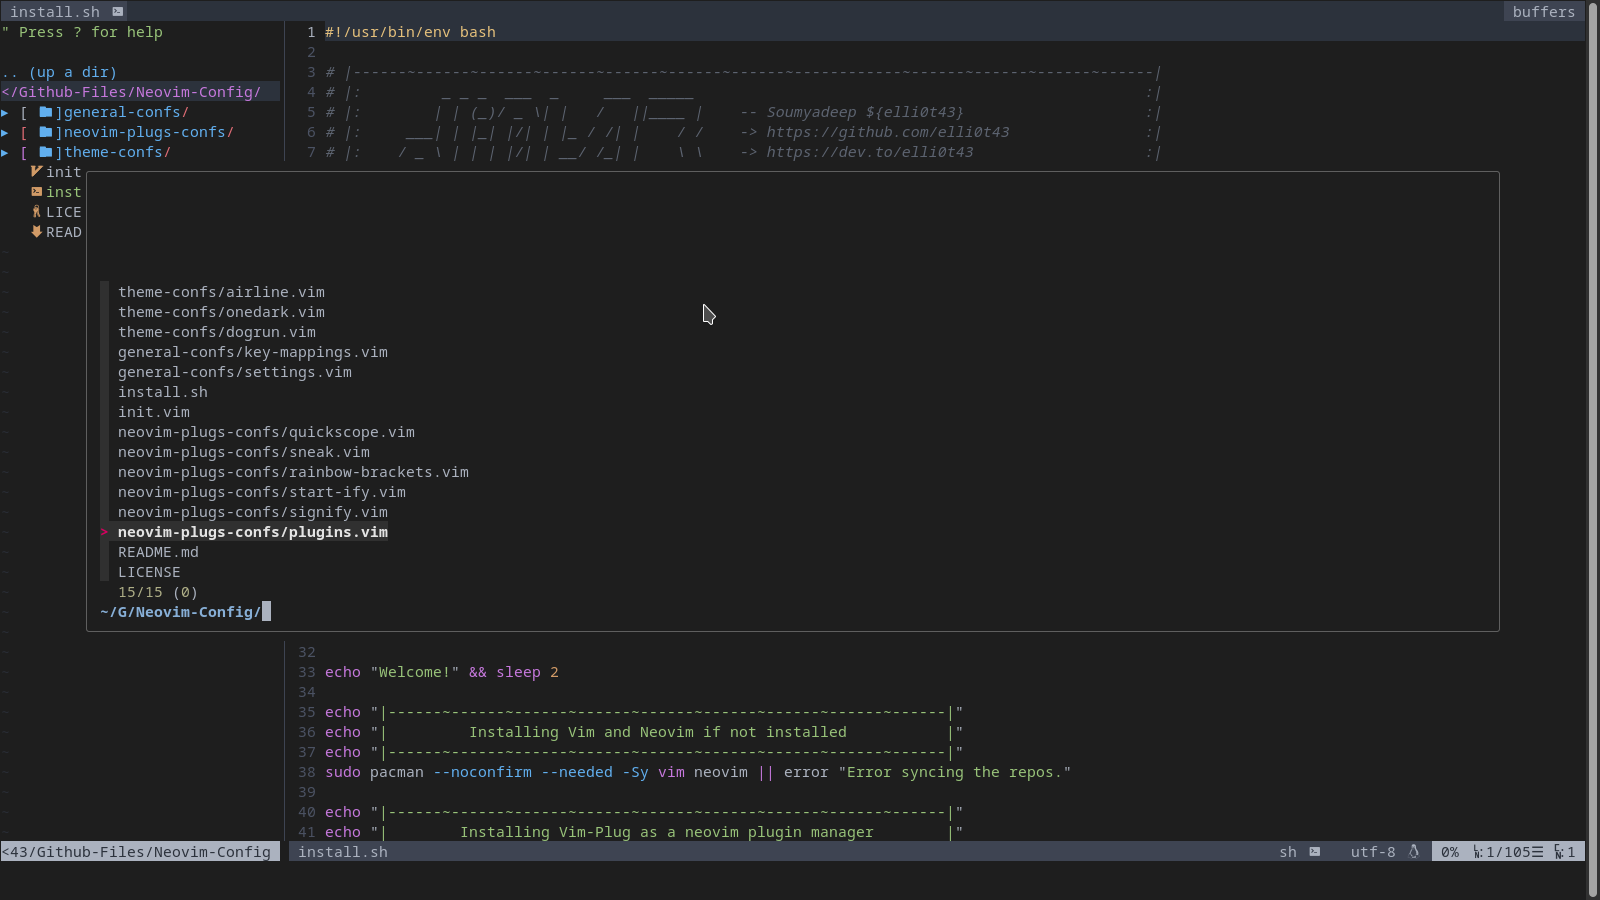 install.sh
buffers
" Press ? for help
.. (up a dir)
</Github-Files/Neovim-Config/
▸ [ ]general-confs/
▸ [ ]neovim-plugs-confs/
▸ [ ]theme-confs/
init
inst
LICE
READ
1 #!/usr/bin/env bash
2
3 # |------~------~------~------~------~------~------~-------------~------~------~------~------|
4 # |: _ _ _ ___ _ ___ _____ :|
5 # |: | | (_)/ _ \| | / ||____ | -- Soumyadeep ${elli0t43} :|
6 # |: ___| | |_| |/| | |_ / /| | / / -> https://github.com/elli0t43 :|
7 # |: / _ \ | | | |/| | __/ /_| | \ \ -> https://dev.to/elli0t43 :|
theme-confs/airline.vim
theme-confs/onedark.vim
theme-confs/dogrun.vim
general-confs/key-mappings.vim
general-confs/settings.vim
install.sh
init.vim
neovim-plugs-confs/quickscope.vim
neovim-plugs-confs/sneak.vim
neovim-plugs-confs/rainbow-brackets.vim
neovim-plugs-confs/start-ify.vim
neovim-plugs-confs/signify.vim
> neovim-plugs-confs/plugins.vim
README.md
LICENSE
15/15 (0)
~/G/Neovim-Config/
32
33 echo "Welcome!" && sleep 2
34
35 echo "|------~------~------~------~------~------~------~------~------|"
36 echo "| Installing Vim and Neovim if not installed |"
37 echo "|------~------~------~------~------~------~------~------~------|"
38 sudo pacman --noconfirm --needed -Sy vim neovim || error "Error syncing the repos."
39
40 echo "|------~------~------~------~------~------~------~------~------|"
41 echo "| Installing Vim-Plug as a neovim plugin manager |"
<43/Github-Files/Neovim-Config
install.sh
sh
utf-8
0% ㏑:1/105☰ ㏇:1